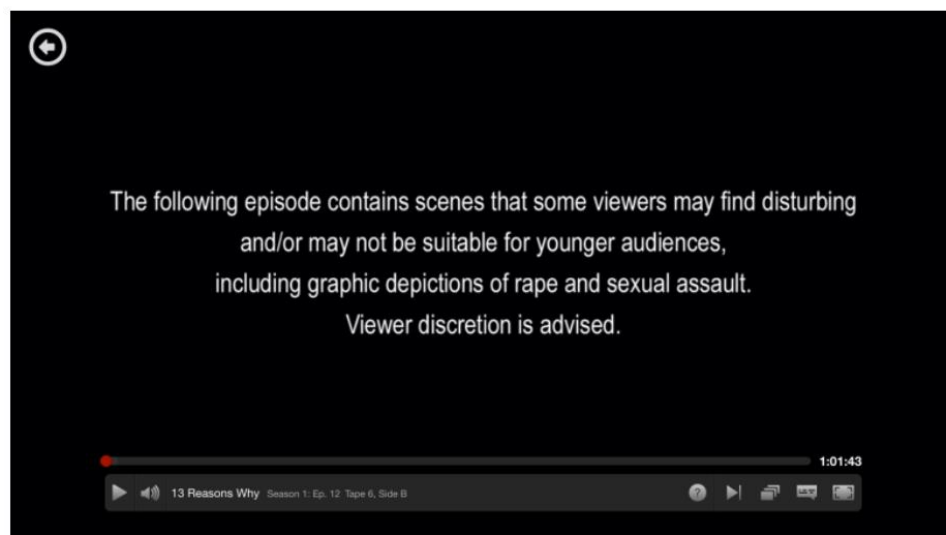 The following episode contains scenes that some viewers may find disturbing
and/or may not be suitable for younger audiences,
including graphic depictions of rape and sexual assault.
Viewer discretion is advised.
1:01:43
13 Reasons Why Season 1: Ep. 12 Tape 6, Side B ?